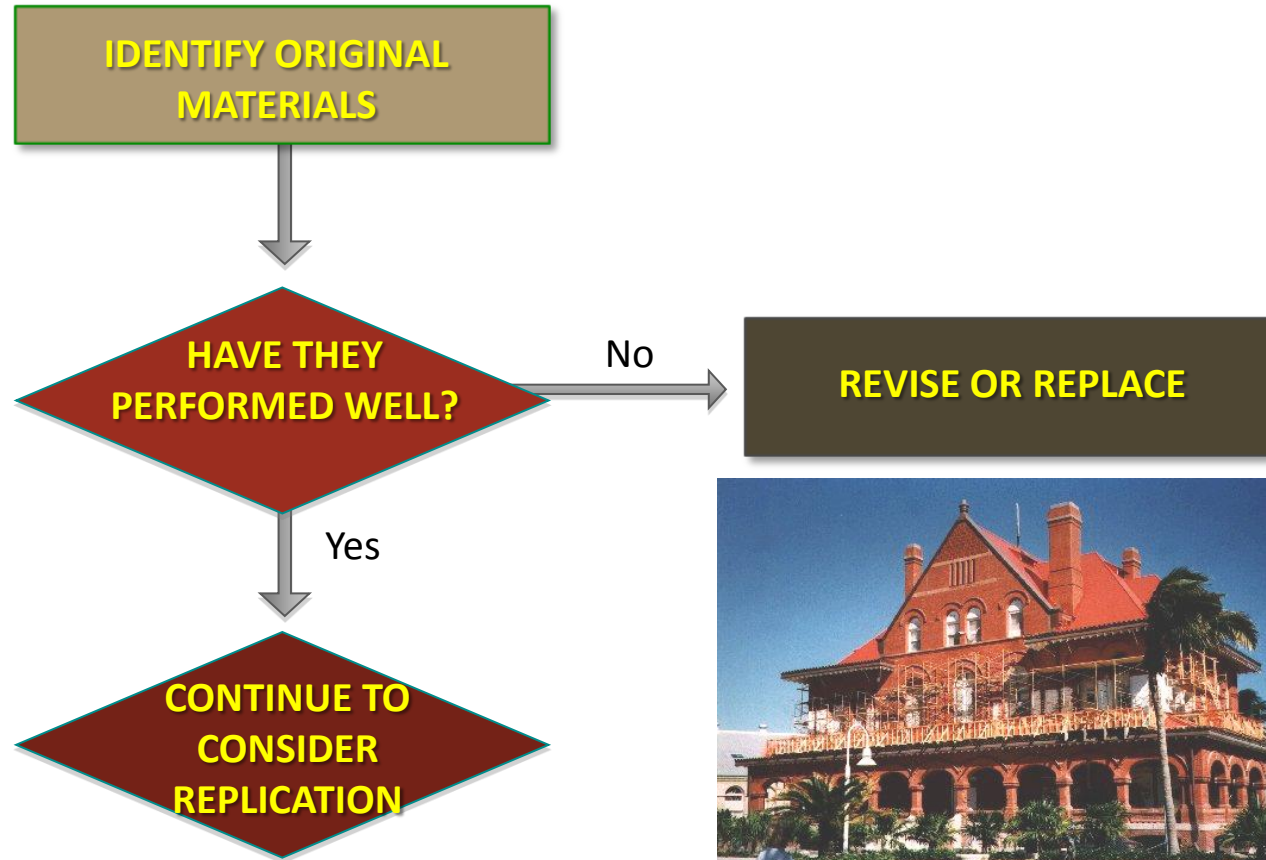 IDENTIFY ORIGINAL
MATERIALS
HAVE THEY
PERFORMED WELL?
No
REVISE OR REPLACE
Yes
CONTINUE TO
CONSIDER
REPLICATION